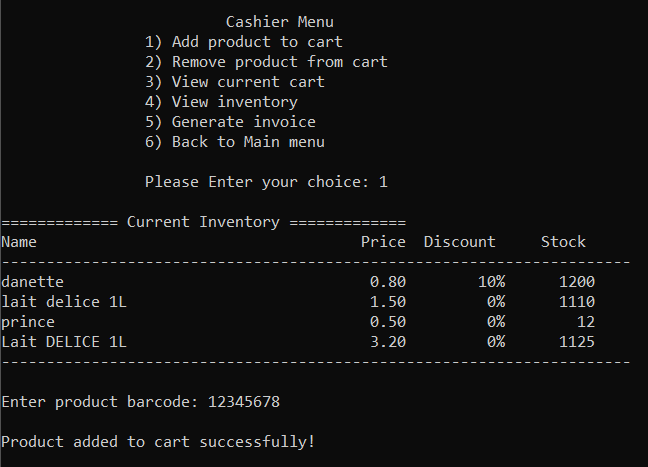 Cashier Menu
1) Add product to cart
2) Remove product from cart
3) View current cart
4) View inventory
5) Generate invoice
6) Back to Main menu
Please Enter your choice: 1
============= Current Inventory =============
Name Price Discount Stock
----------------------------------------------------------------------
danette 0.80 10% 1200
lait delice 1L 1.50 0% 1110
prince 0.50 0% 12
Lait DELICE 1L 3.20 0% 1125
----------------------------------------------------------------------
Enter product barcode: 12345678
Product added to cart successfully!